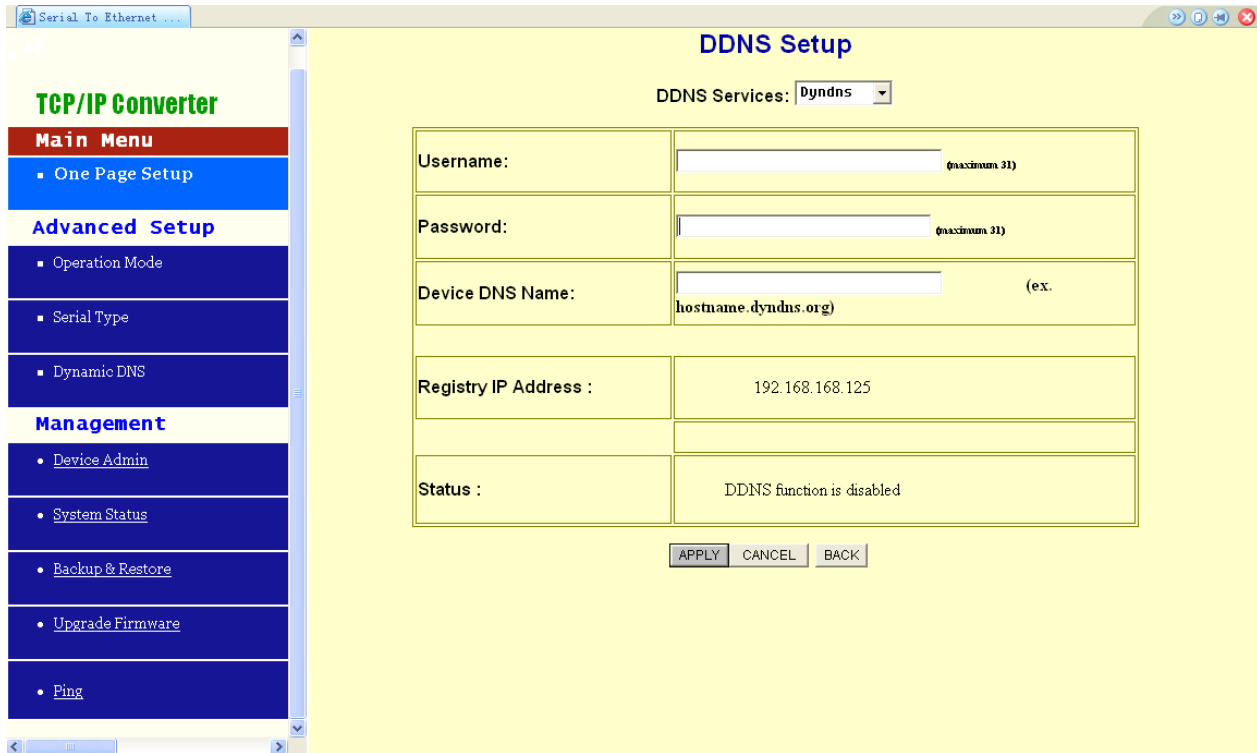 Serial To Ethernet ...
TCP/IP Converter
Main Menu
One Page Setup
Advanced Setup
Operation Mode
Serial Type
Dynamic DNS
Management
Device Admin
System Status
Backup & Restore
Upgrade Firmware
Ping
DDNS Setup
DDNS Services: Dyndns
Username: (maximum 31)
Password: (maximum 31)
Device DNS Name: (ex.
hostname.dyndns.org)
Registry IP Address : 192.168.168.125
Status : DDNS function is disabled
APPLY CANCEL BACK